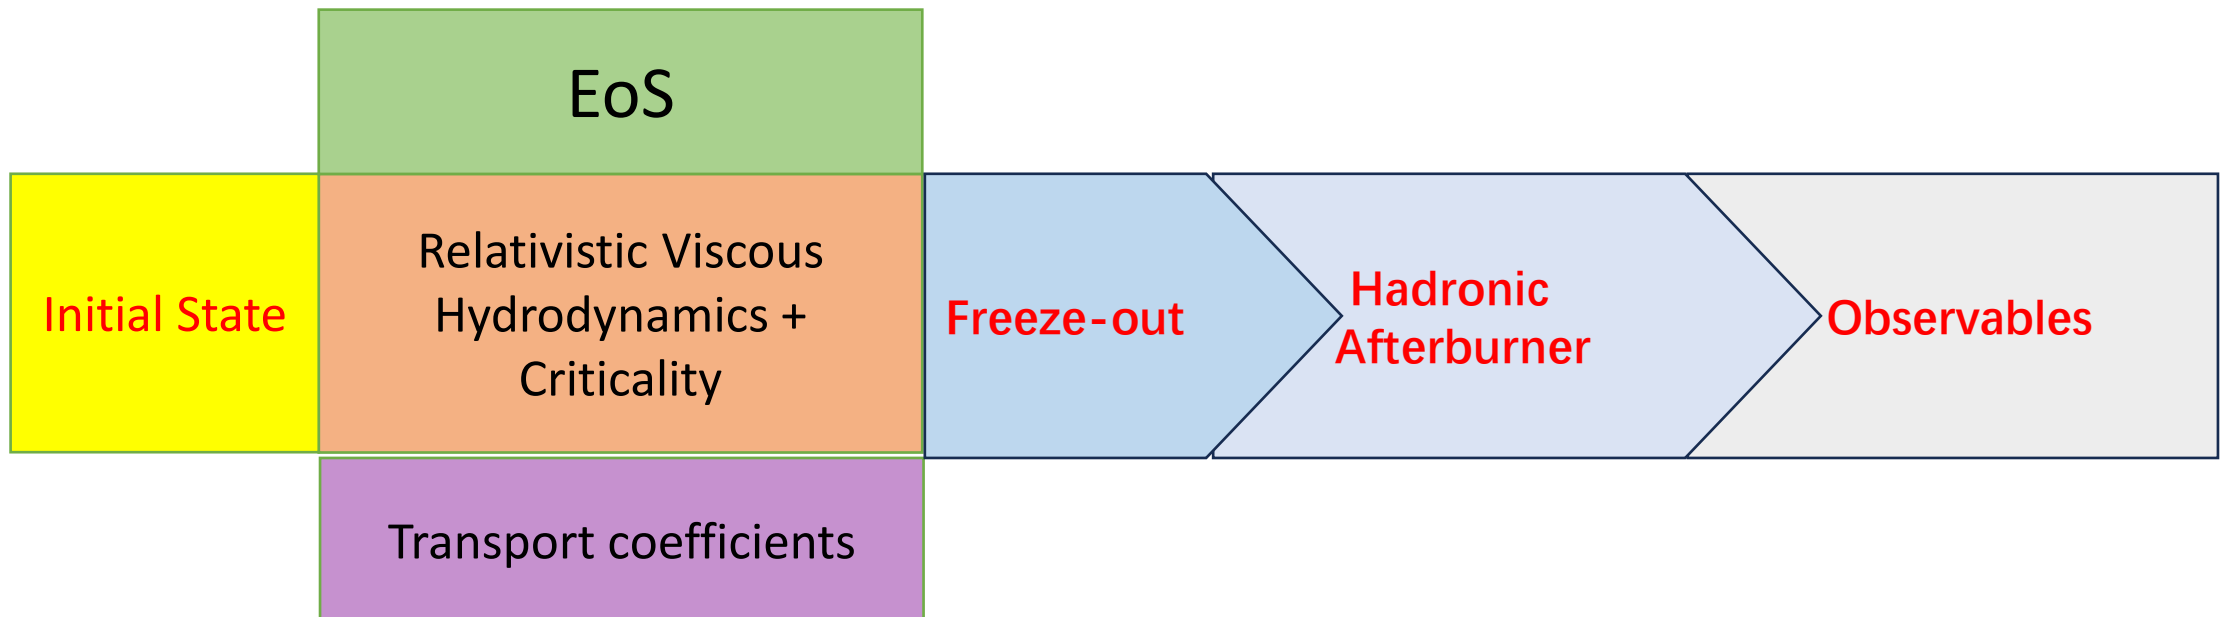 EoS
Initial State
Relativistic Viscous
Hydrodynamics +
Criticality
Freeze-out
Hadronic
Afterburner
Observables
Transport coefficients